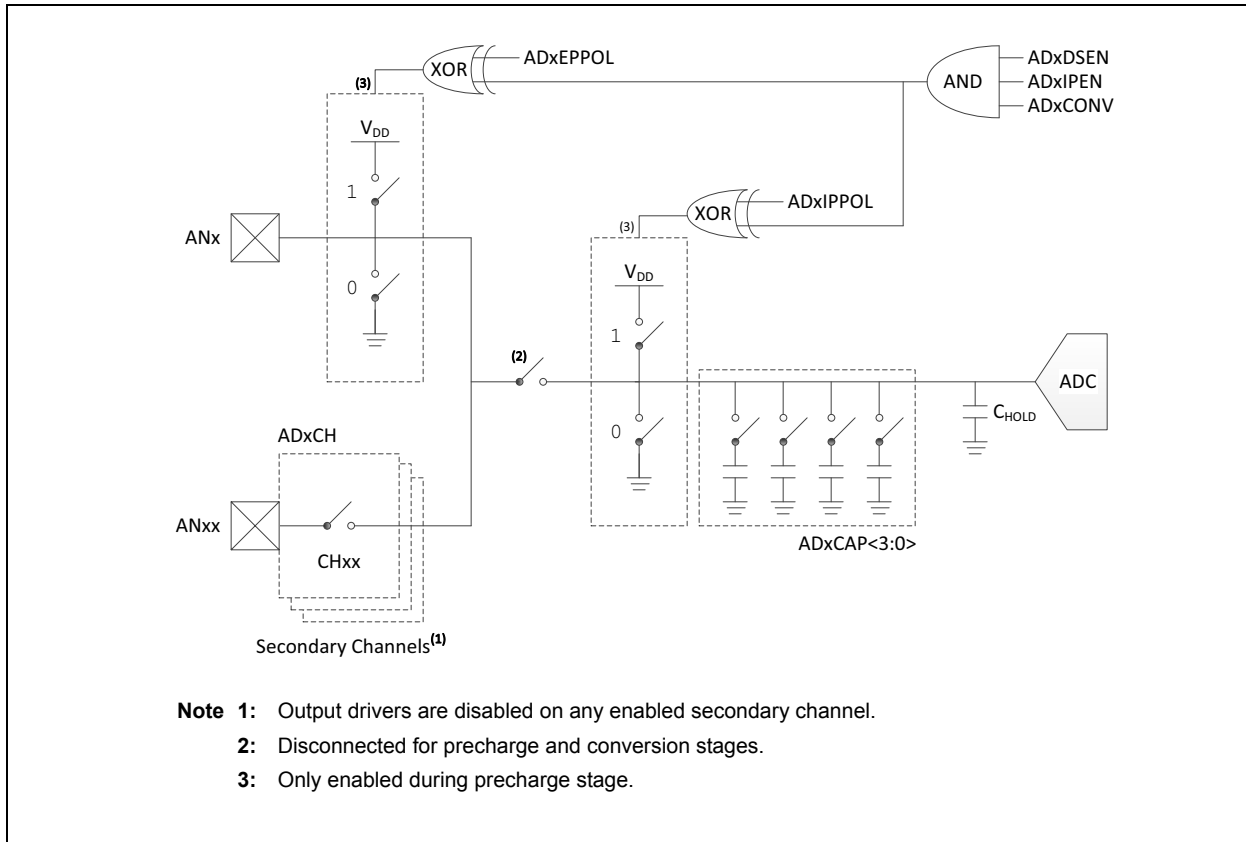 XOR
ADxEPPOL
AND
ADxDSEN
ADxIPEN
ADxCONV
(3)
VDD
1
0
ANx
XOR
ADxIPPOL
(3)
VDD
1
0
(2)
ADC
CHOLD
ADxCAP<3:0>
ADxCH
ANxx
CHxx
Secondary Channels(1)
Note 1: Output drivers are disabled on any enabled secondary channel.
2: Disconnected for precharge and conversion stages.
3: Only enabled during precharge stage.